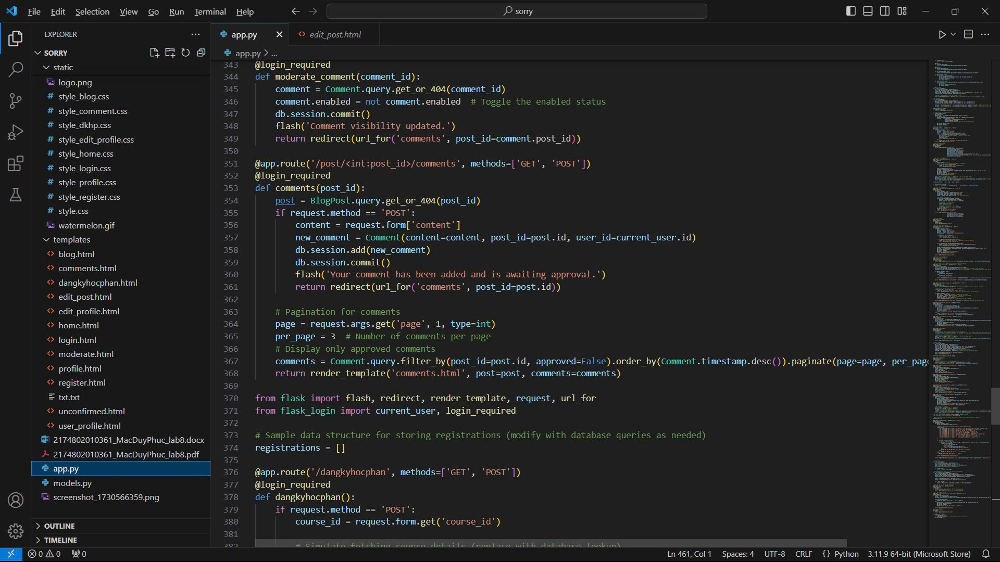 File Edit Selection View Go Run Terminal Help
sorry
EXPLORER
SORRY
static
logo.png
style_blog.css
style_comment.css
style_dkhp.css
style_edit_profile.css
style_home.css
style_login.css
style_profile.css
style_register.css
style.css
watermelon.gif
templates
blog.html
comments.html
dangkyhocphan.html
edit_post.html
edit_profile.html
home.html
login.html
moderate.html
profile.html
register.html
txt.txt
unconfirmed.html
user_profile.html
2174802010361_MacDuyPhuc_lab8.docx
2174802010361_MacDuyPhuc_lab8.pdf
app.py
models.py
screenshot_1730566359.png
OUTLINE
TIMELINE
app.py
edit_post.html
app.py > ...
343 @login_required
344 def moderate_comment(comment_id):
345 comment = Comment.query.get_or_404(comment_id)
346 comment.enabled = not comment.enabled # Toggle the enabled status
347 db.session.commit()
348 flash('Comment visibility updated.')
349 return redirect(url_for('comments', post_id=comment.post_id))
350
351 @app.route('/post/<int:post_id>/comments', methods=['GET', 'POST'])
352 @login_required
353 def comments(post_id):
354 post = BlogPost.query.get_or_404(post_id)
355 if request.method == 'POST':
356 content = request.form['content']
357 new_comment = Comment(content=content, post_id=post.id, user_id=current_user.id)
358 db.session.add(new_comment)
359 db.session.commit()
360 flash('Your comment has been added and is awaiting approval.')
361 return redirect(url_for('comments', post_id=post.id))
362
363 # Pagination for comments
364 page = request.args.get('page', 1, type=int)
365 per_page = 3 # Number of comments per page
366 # Display only approved comments
367 comments = Comment.query.filter_by(post_id=post.id, approved=False).order_by(Comment.timestamp.desc()).paginate(page=page, per_page
368 return render_template('comments.html', post=post, comments=comments)
369
370 from flask import flash, redirect, render_template, request, url_for
371 from flask_login import current_user, login_required
372
373 # Sample data structure for storing registrations (modify with database queries as needed)
374 registrations = []
375
376 @app.route('/dangkyhocphan', methods=['GET', 'POST'])
377 @login_required
378 def dangkyhocphan():
379 if request.method == 'POST':
380 course_id = request.form.get('course_id')
381
382 # Simulate fetching course details (replace with database lookup)
0 0 0
Ln 461, Col 1 Spaces: 4 UTF-8 CRLF {} Python 3.11.9 64-bit (Microsoft Store)